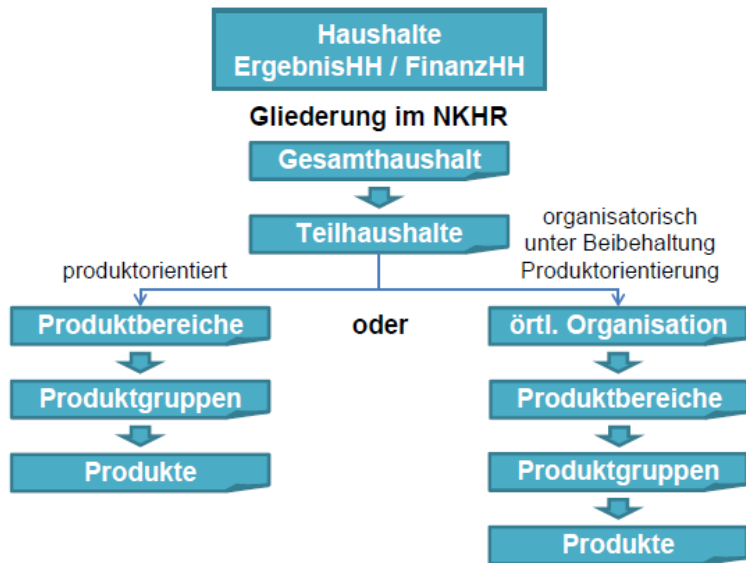 Haushalte
ErgebnisHH / FinanzHH
Gliederung im NKHR
Gesamthaushalt
Teilhaushalte
organisatorisch
unter Beibehaltung
Produktorientierung
produktorientiert
Produktbereiche
oder
örtl. Organisation
Produktgruppen
Produktbereiche
Produkte
Produktgruppen
Produkte